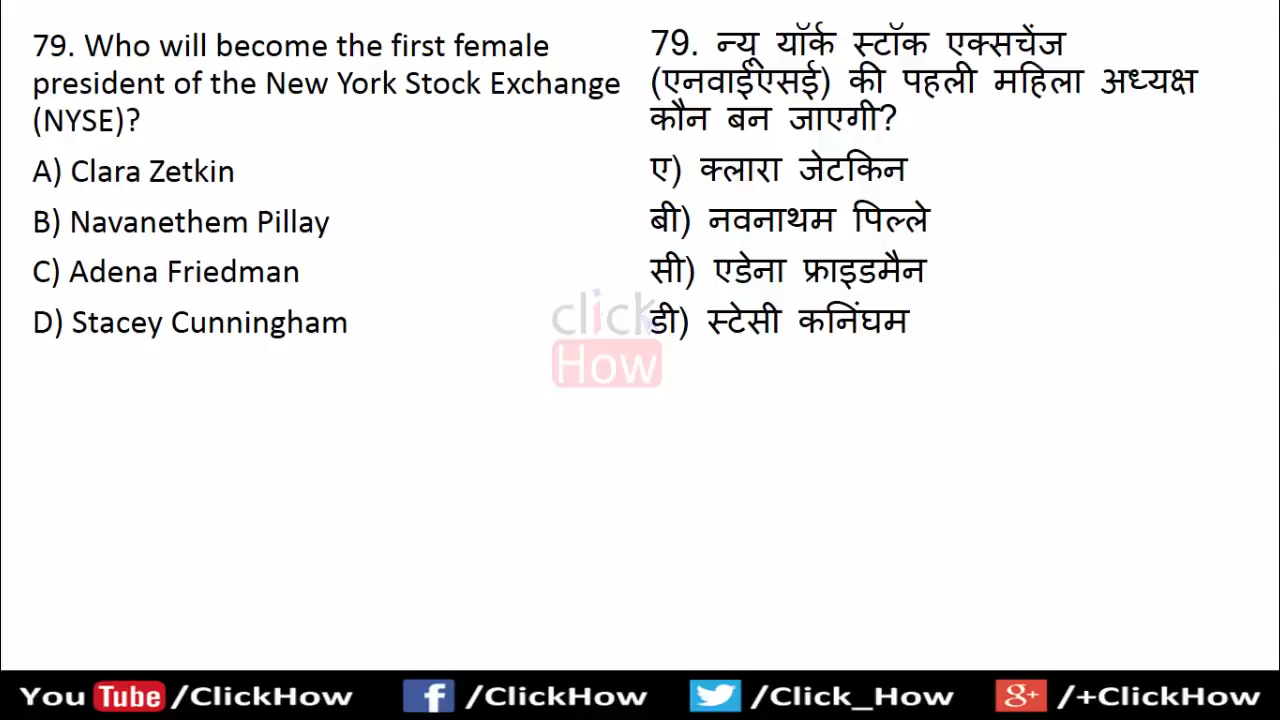 79. Who will become the first female
president of the New York Stock Exchange
(NYSE)?
A) Clara Zetkin
B) Navanethem Pillay
C) Adena Friedman
D) Stacey Cunningham
79. न्यू यॉर्क स्टॉक एक्सचेंज
(एनवाईएसई) की पहली महिला अध्यक्ष
कौन बन जाएगी?
ए) क्लारा जेटकिन
बी) नवनाथम पिल्ले
सी) एडेना फ्राइडमैन
डी) स्टेसी कनिंघम
click
How
You Tube /ClickHow f /ClickHow /Click_How g+ /+ClickHow